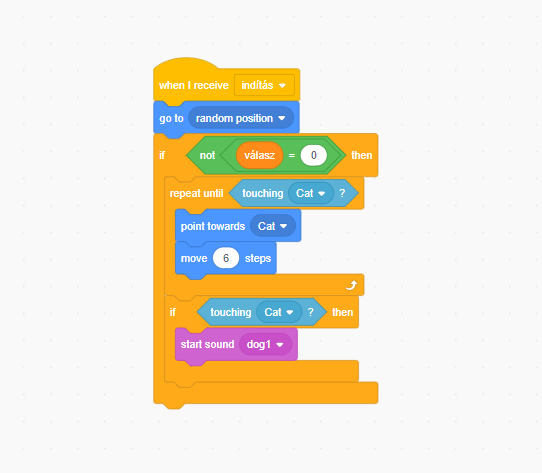 when I receive indítás
go to random position
if not válasz = 0 then
repeat until touching Cat ?
point towards Cat
move 6 steps
if touching Cat ? then
start sound dog1